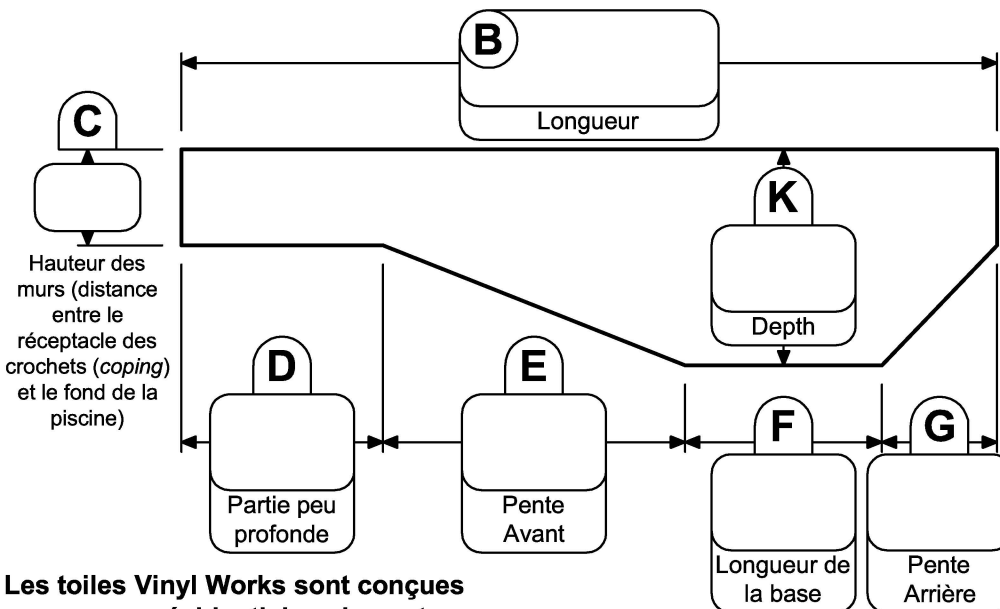 B
Longueur
C
Hauteur des
murs (distance
entre le
réceptacle des
crochets (coping)
et le fond de la
piscine)
K
Depth
D
Partie peu
profonde
E
Pente
Avant
F
Longueur de
la base
G
Pente
Arrière
Les toiles Vinyl Works sont conçues